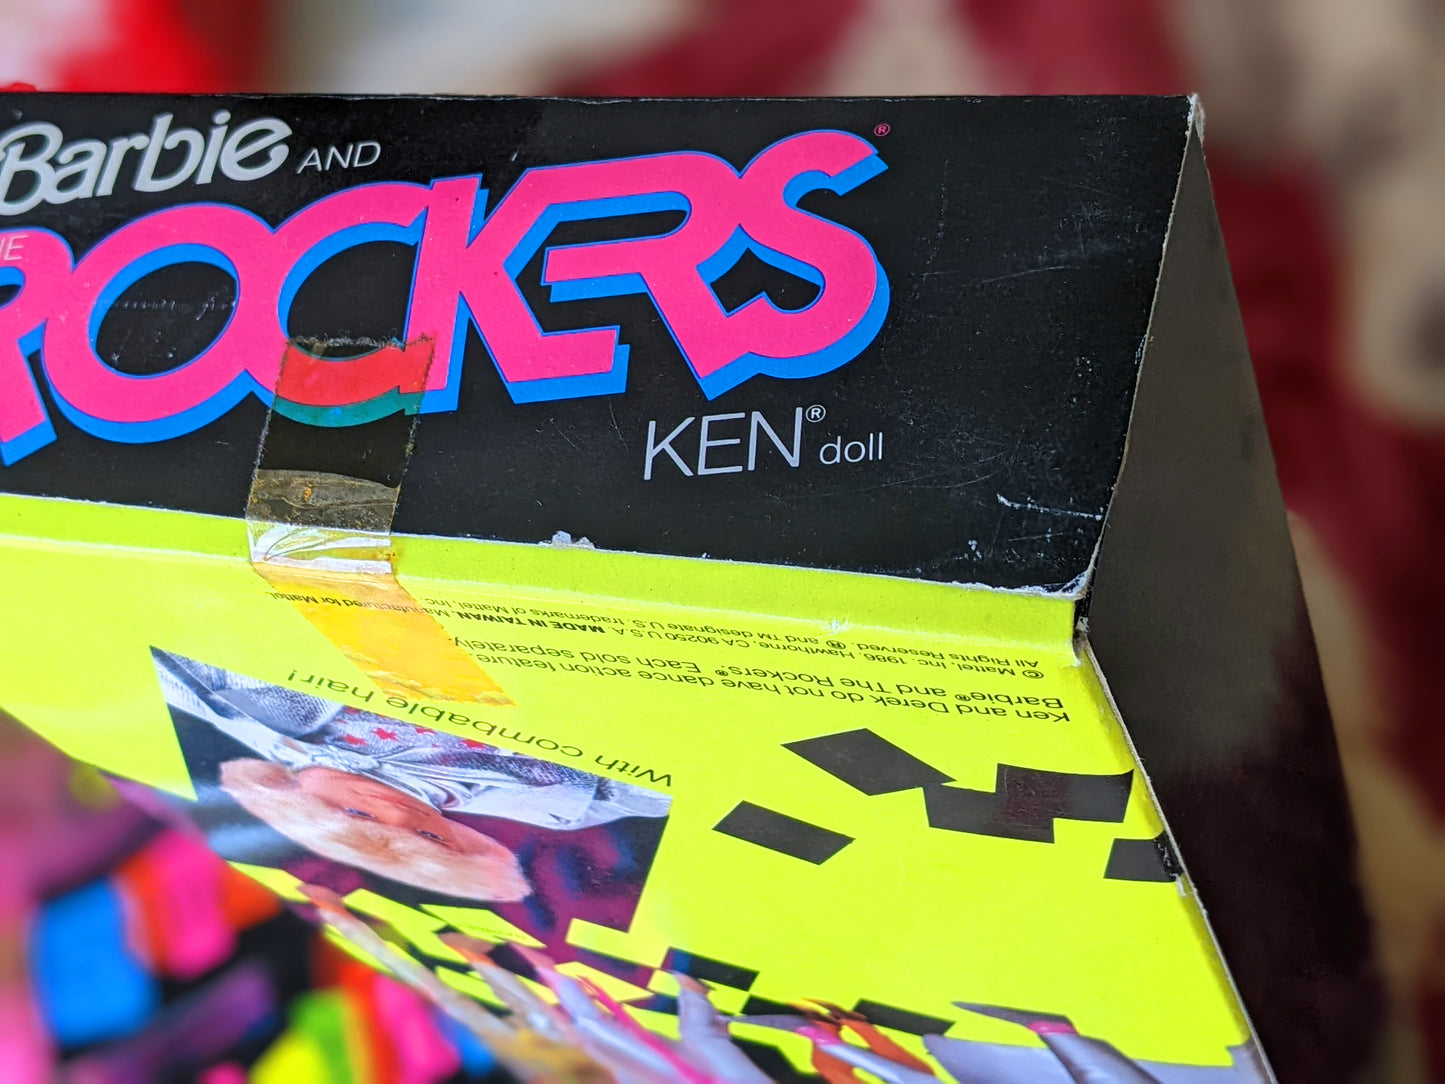 Barbie AND
ROCKERS®
KEN® doll
© Mattel, Inc. 1986. Hawthorne, CA 90250 U.S.A. MADE IN TAIWAN. Manufactured for Mattel.
All Rights Reserved. ® and TM designate U.S. trademarks of Mattel, Inc.
Ken and Derek do not have dance action feature.
Barbie® and The Rockers. Each sold separately.
With combable hair!